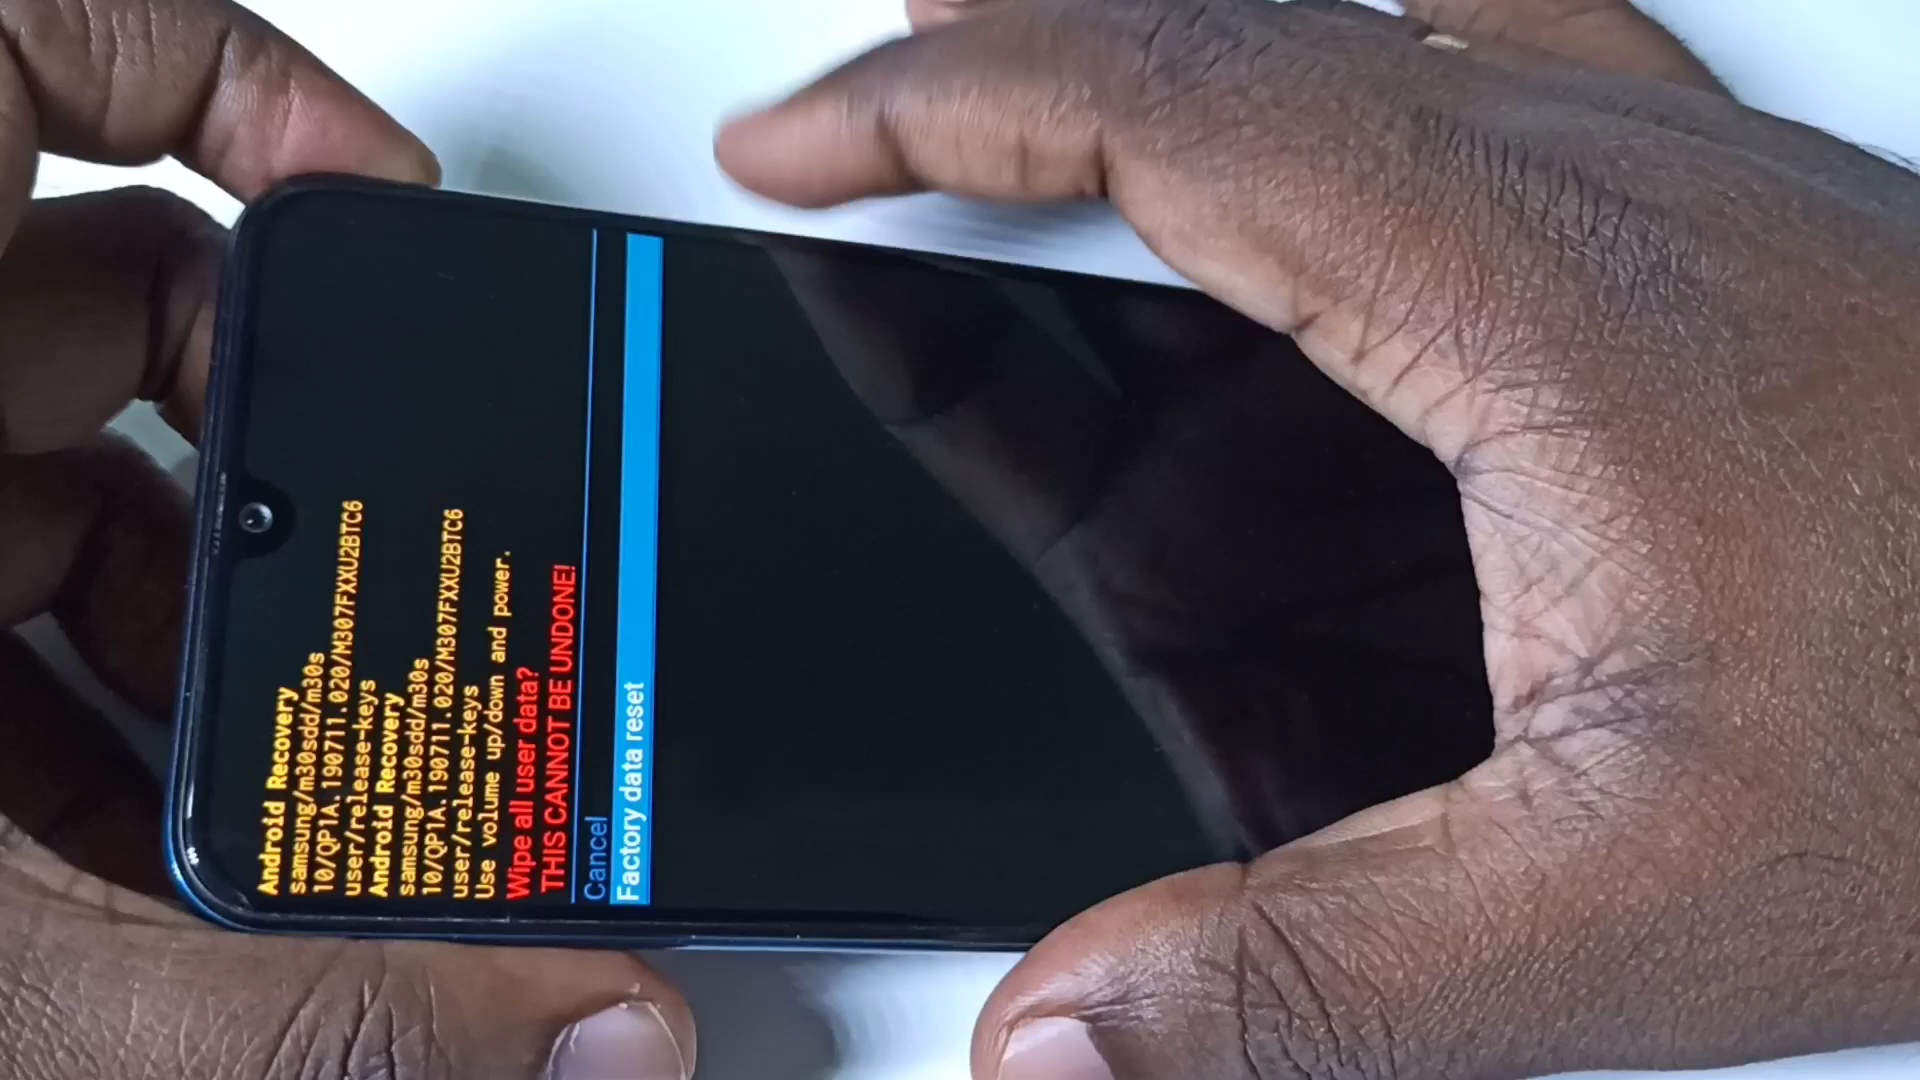 Android Recovery
samsung/m30sdd/m30s
10/QP1A.190711.020/M307FXXU2BTC6
user/release-keys
Android Recovery
samsung/m30sdd/m30s
10/QP1A.190711.020/M307FXXU2BTC6
user/release-keys
Use volume up/down and power.
Wipe all user data?
THIS CANNOT BE UNDONE!
Cancel
Factory data reset